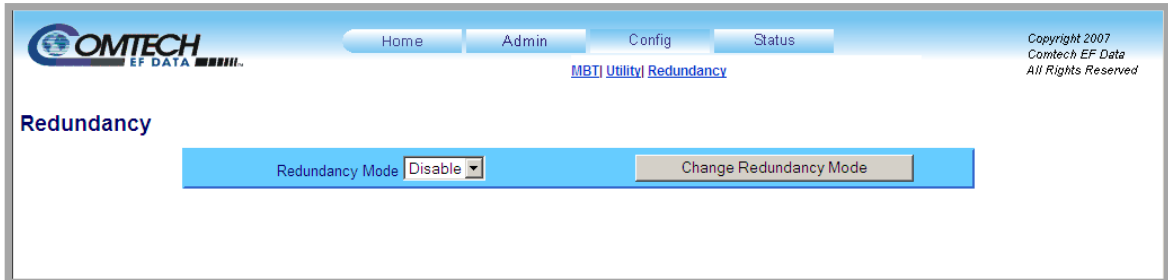 COMTECH
EF DATA
Home Admin Config Status
MBT| Utility| Redundancy
Copyright 2007
Comtech EF Data
All Rights Reserved
Redundancy
Redundancy Mode Disable Change Redundancy Mode